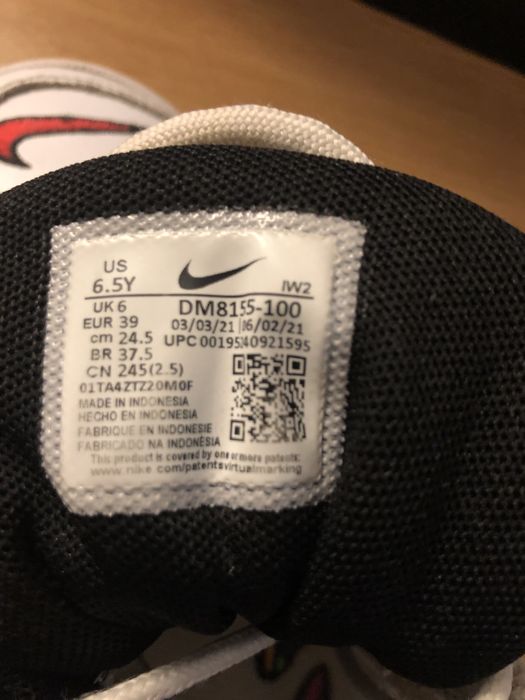 US
6.5Y
IW2
UK 6
DM8155-100
EUR 39
03/03/21 06/02/21
cm 24.5
UPC 00195240921595
BR 37.5
CN 245(2.5)
01TA4ZTZ20M0F
MADE IN INDONESIA
HECHO EN INDONESIA
FABRIQUE EN INDONESIE
FABRICADO NA INDONÉSIA
This product is covered by one or more patents:
www.nike.com/patentsvirtualmarking